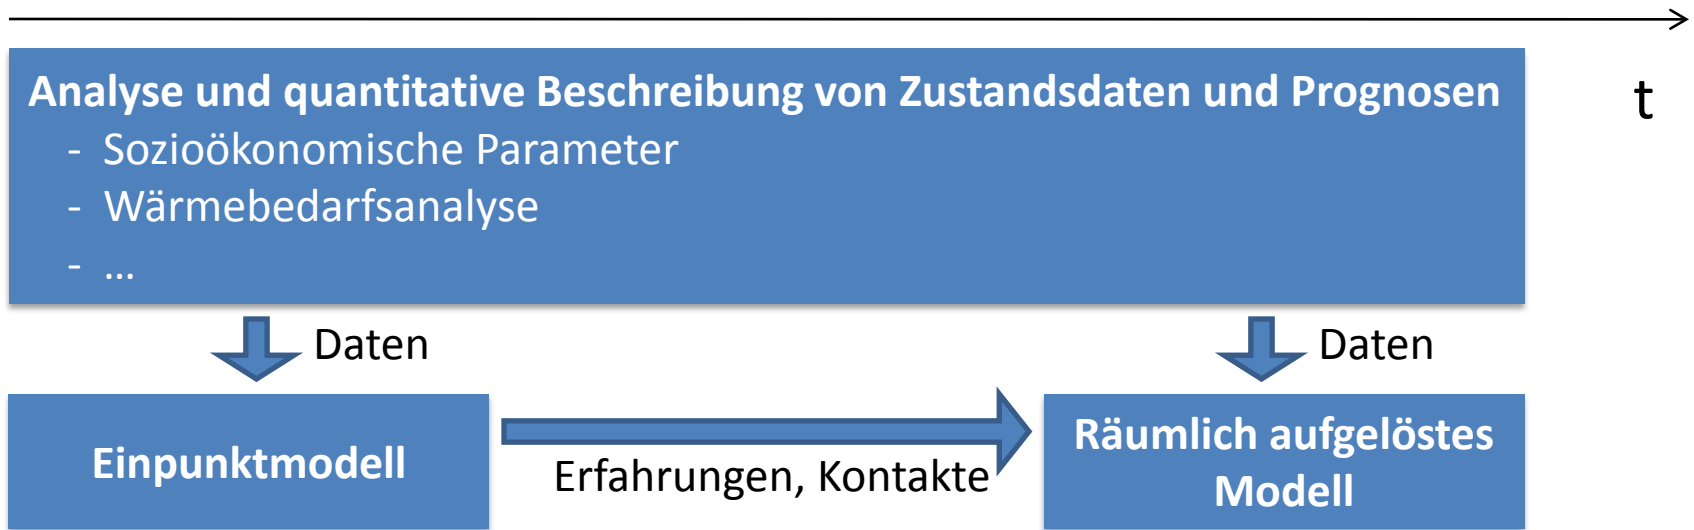 Analyse und quantitative Beschreibung von Zustandsdaten und Prognosen
- Sozioökonomische Parameter
- Wärmebedarfsanalyse
- ...
t
Daten
Daten
Einpunktmodell
Erfahrungen, Kontakte
Räumlich aufgelöstes
Modell